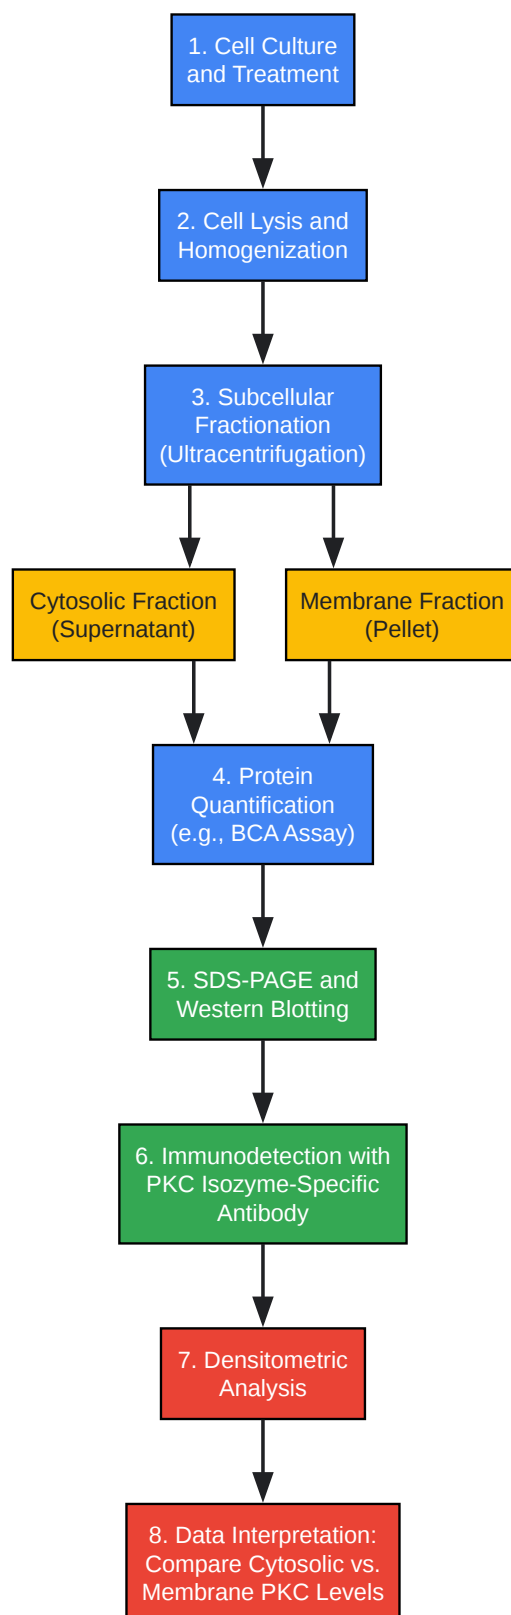 1. Cell Culture
and Treatment
2. Cell Lysis and
Homogenization
3. Subcellular
Fractionation
(Ultracentrifugation)
Cytosolic Fraction
(Supernatant)
Membrane Fraction
(Pellet)
4. Protein
Quantification
(e.g., BCA Assay)
5. SDS-PAGE and
Western Blotting
6. Immunodetection with
PKC Isozyme-Specific
Antibody
7. Densitometric
Analysis
8. Data Interpretation:
Compare Cytosolic vs.
Membrane PKC Levels